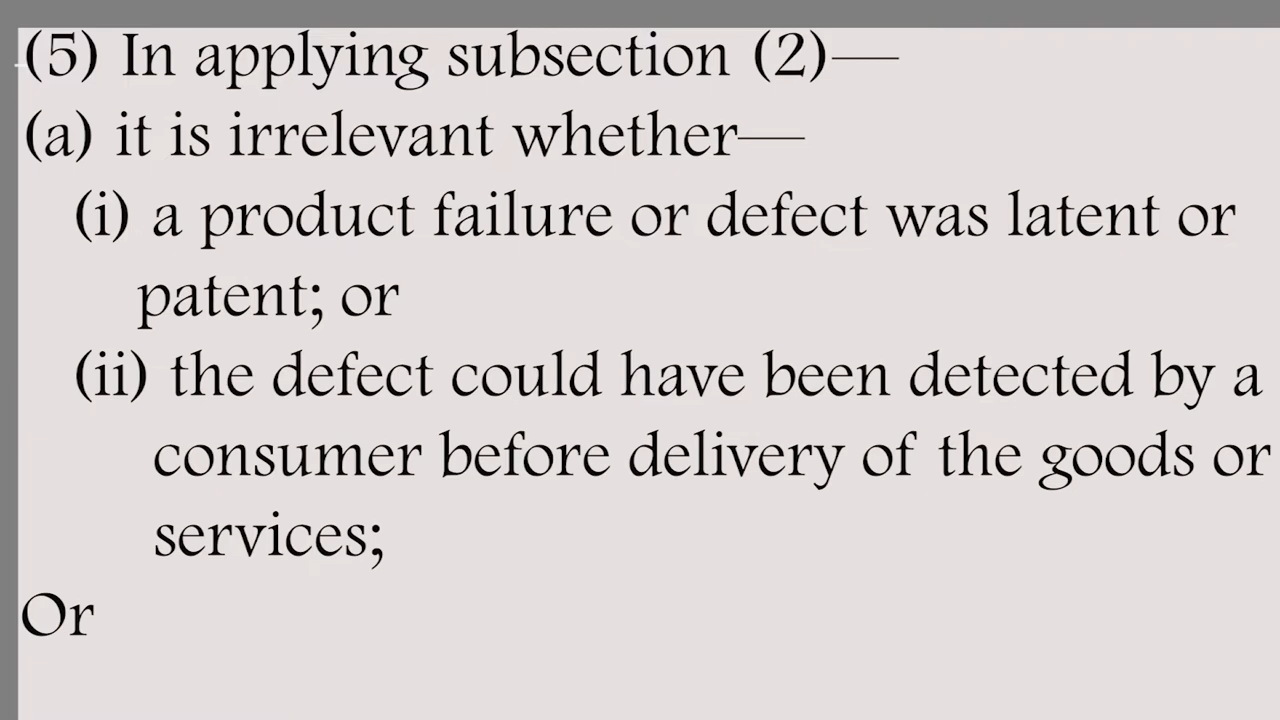 (5) In applying subsection (2)—
(a) it is irrelevant whether—
(i) a product failure or defect was latent or
patent; or
(ii) the defect could have been detected by a
consumer before delivery of the goods or
services;
Or